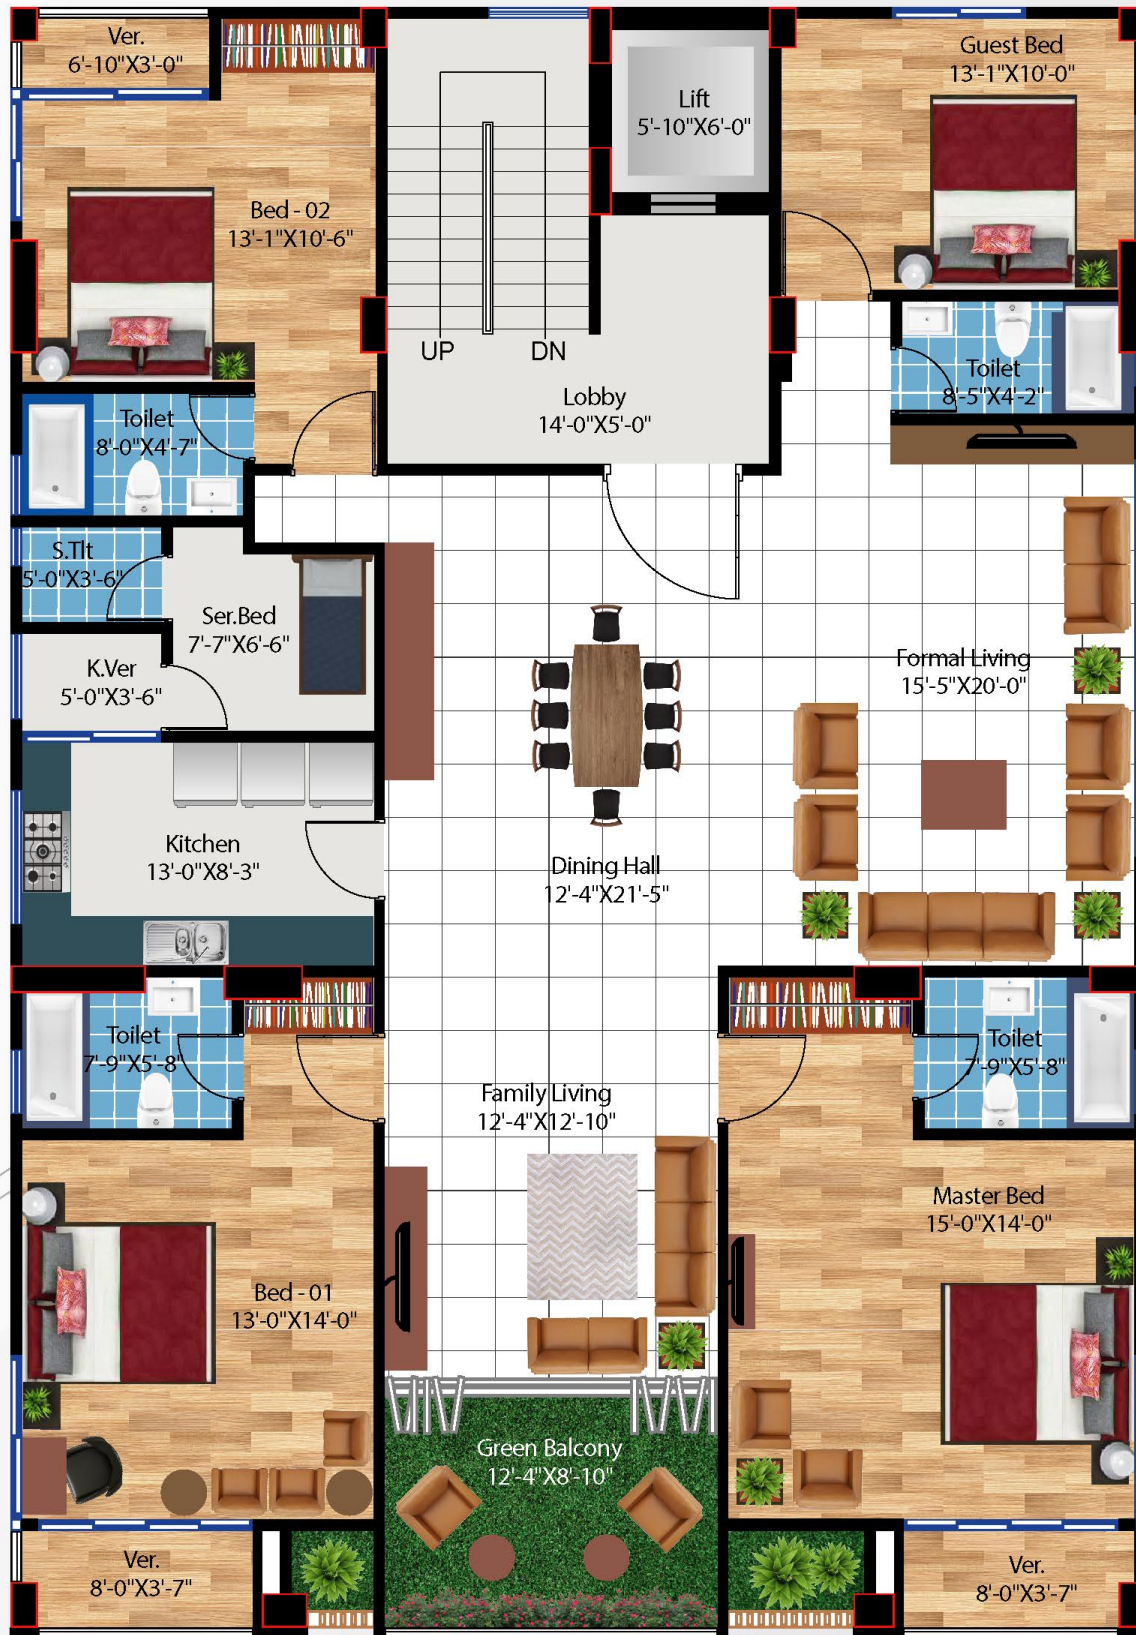 Ver.
6'-10"X3'-0"
Guest Bed
13'-1"X10'-0"
Lift
5'-10"X6'-0"
Bed - 02
13'-1"X10'-6"
UP
DN
Lobby
14'-0"X5'-0"
Toilet
8'-5"X4'-2"
Toilet
8'-0"X4'-7"
S.Tlt
5'-0"X3'-6"
Ser.Bed
7'-7"X6'-6"
K.Ver
5'-0"X3'-6"
Formal Living
15'-5"X20'-0"
Kitchen
13'-0"X8'-3"
Dining Hall
12'-4"X21'-5"
Toilet
7'-9"X5'-8"
Toilet
7'-9"X5'-8"
Family Living
12'-4"X12'-10"
Master Bed
15'-0"X14'-0"
Bed - 01
13'-0"X14'-0"
Green Balcony
12'-4"X8'-10"
Ver.
8'-0"X3'-7"
Ver.
8'-0"X3'-7"